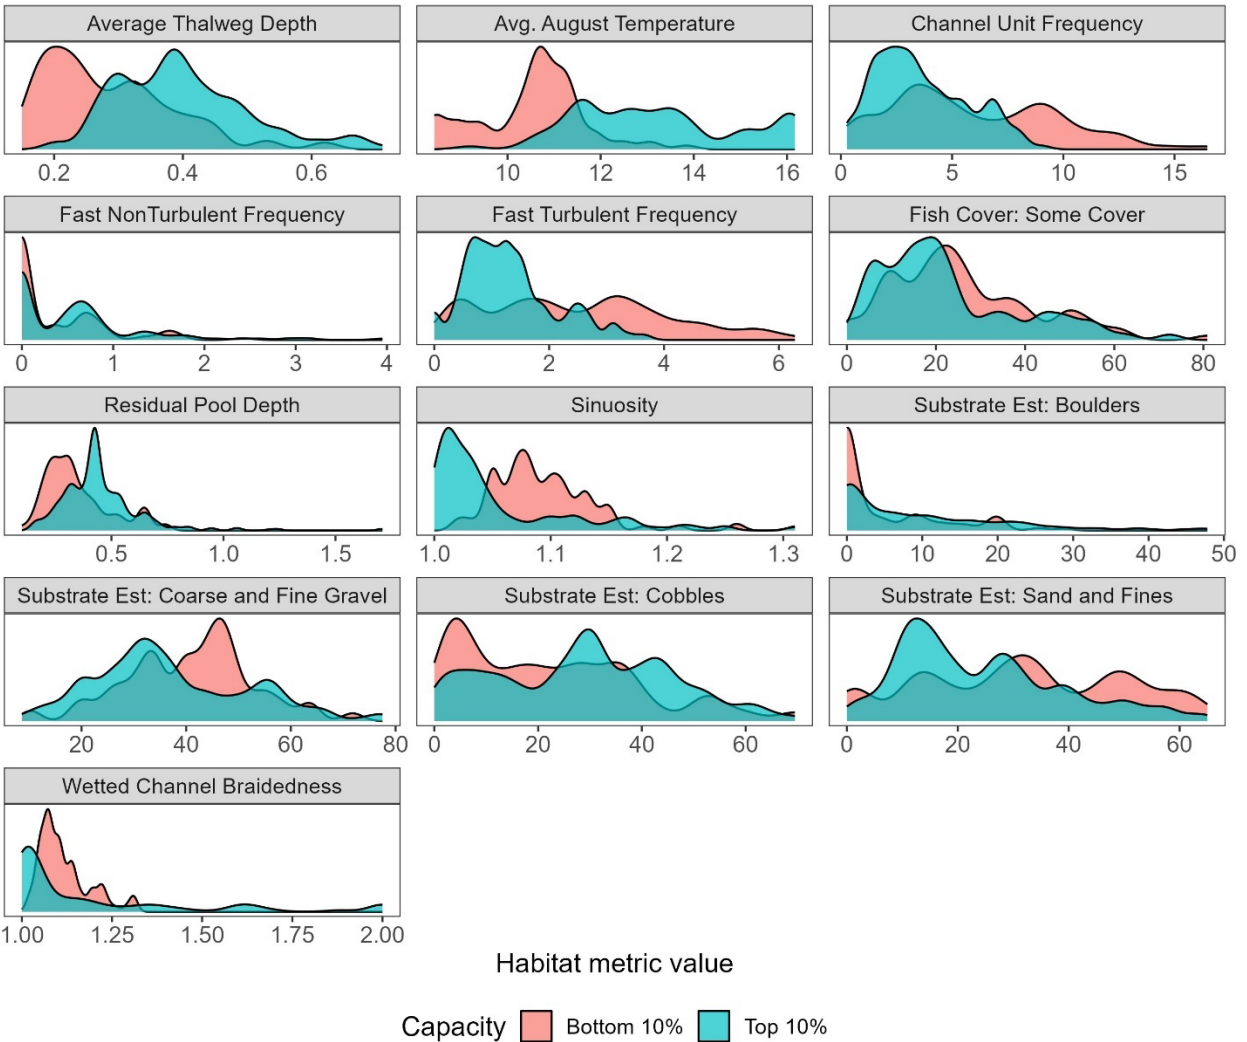 Average Thalweg Depth
Avg. August Temperature
Channel Unit Frequency
0.2 0.4 0.6
10 12 14 16
0 5 10 15
Fast NonTurbulent Frequency
Fast Turbulent Frequency
Fish Cover: Some Cover
0 1 2 3 4
0 2 4 6
0 20 40 60 80
Residual Pool Depth
Sinuosity
Substrate Est: Boulders
0.5 1.0 1.5
1.0 1.1 1.2 1.3
0 10 20 30 40 50
Substrate Est: Coarse and Fine Gravel
Substrate Est: Cobbles
Substrate Est: Sand and Fines
20 40 60 80
0 20 40 60
0 20 40 60
Wetted Channel Braidedness
1.00 1.25 1.50 1.75 2.00
Habitat metric value
Capacity Bottom 10% Top 10%